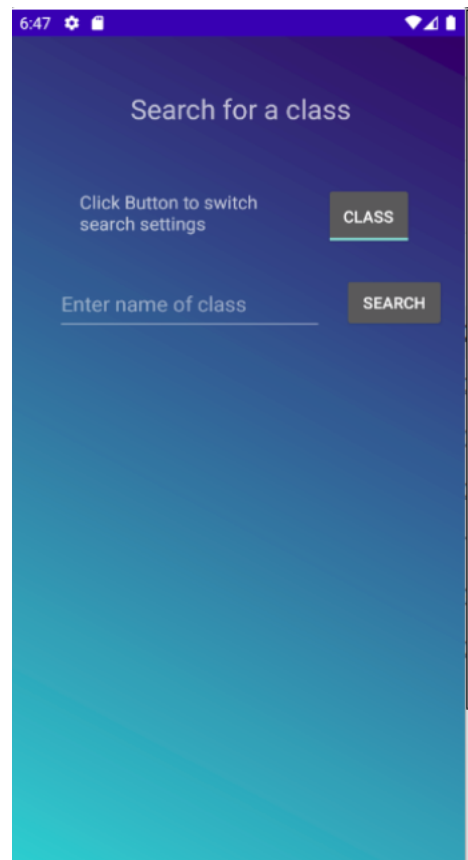 6:47
Search for a class
Click Button to switch
search settings
CLASS
Enter name of class
SEARCH